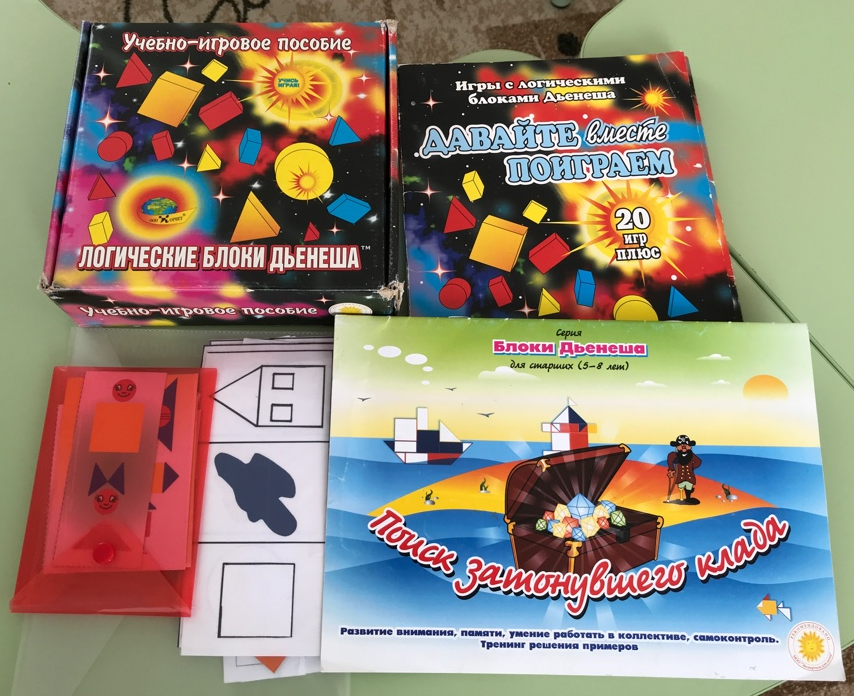 Учебно-игровое пособие
УЧИСЬ
ИГРАЯ!
ЛОГИЧЕСКИЕ БЛОКИ ДЬЕНЕША™
Учебно-игровое пособие
Игры с логическими
блоками Дьенеша
ДАВАЙТЕ вместе
ПОИГРАЕМ
20
игр
плюс
Серия
Блоки Дьенеша
для старших (5–8 лет)
Поиск затонувшего клада
Развитие внимания, памяти, умение работать в коллективе, самоконтроль.
Тренинг решения примеров